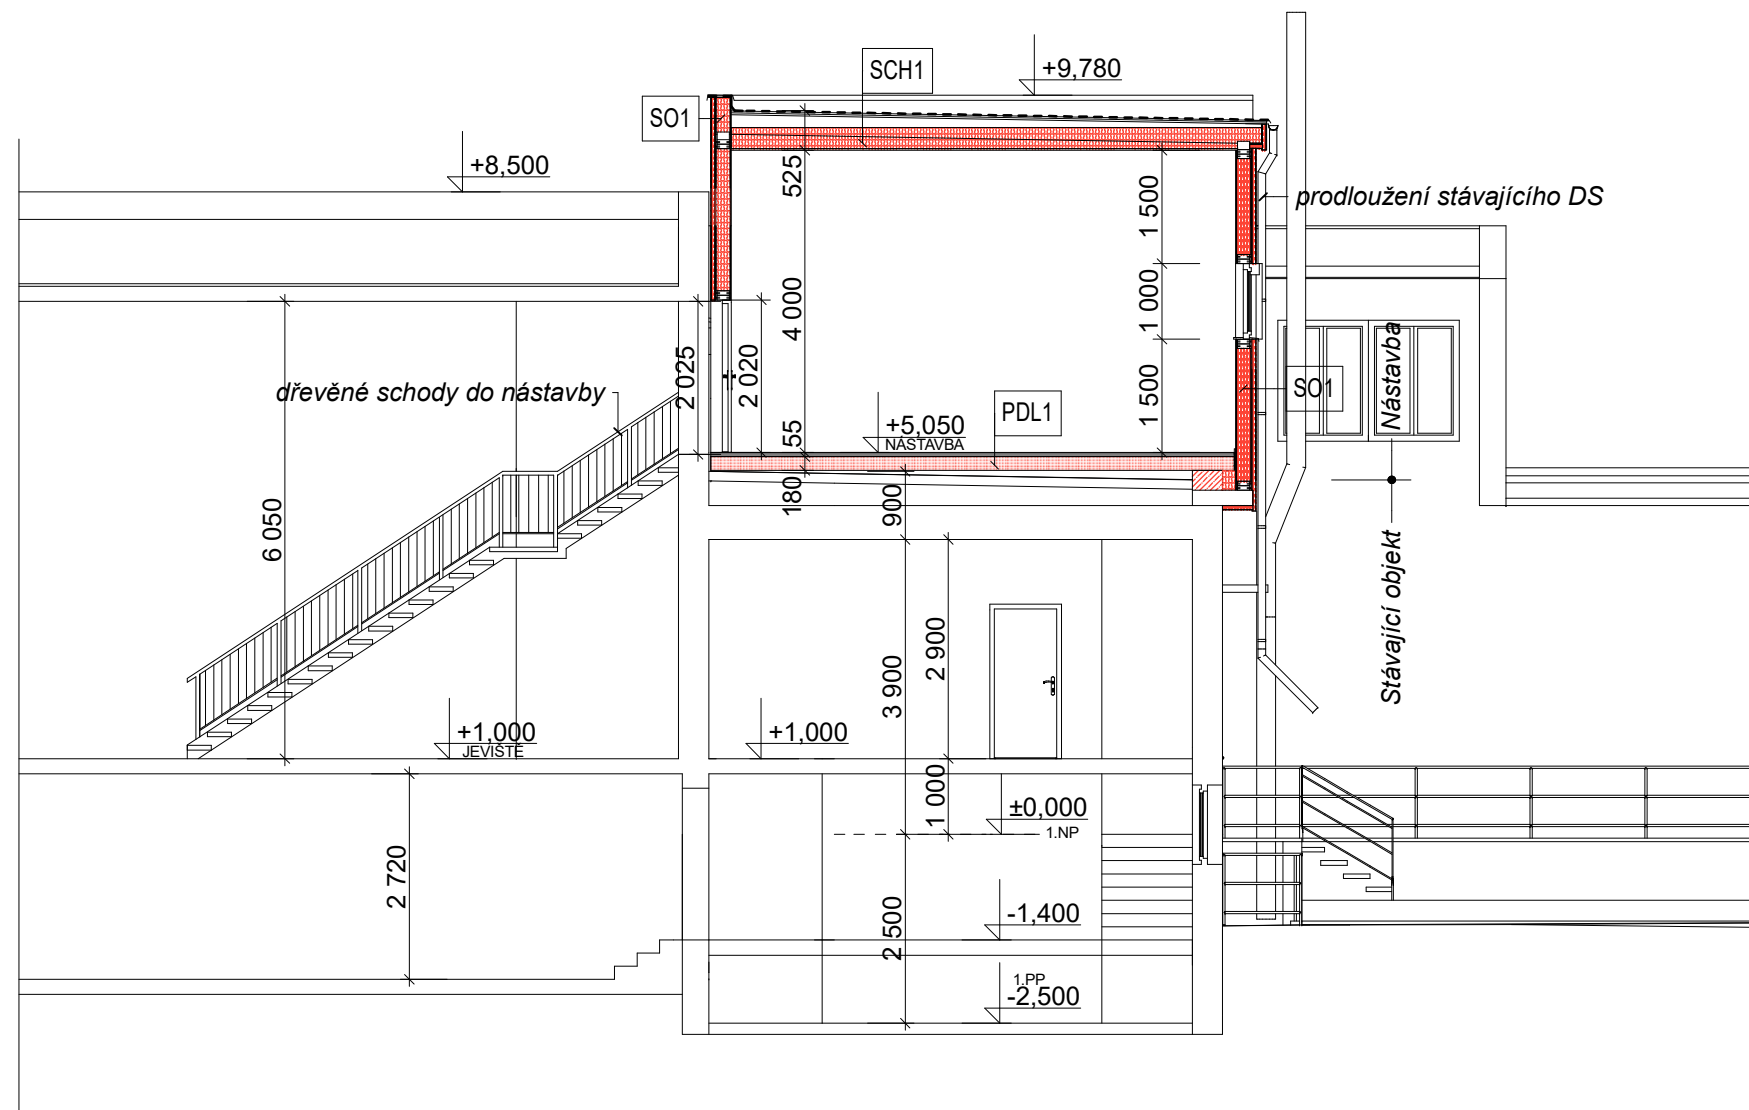 SCH1
+9,780
SO1
+8,500
525
1 500
prodloužení stávajícího DS
4 000
1 000
2 025
2 020
Nástavba
dřevěné schody do nástavby
SO1
1 500
PDL1
+5,050
NÁSTAVBA
55
180
900
6 050
Stávající objekt
2 900
3 900
+1,000
JEVIŠTĚ
+1,000
1 000
±0,000
1.NP
2 720
-1,400
2 500
1.PP
-2,500